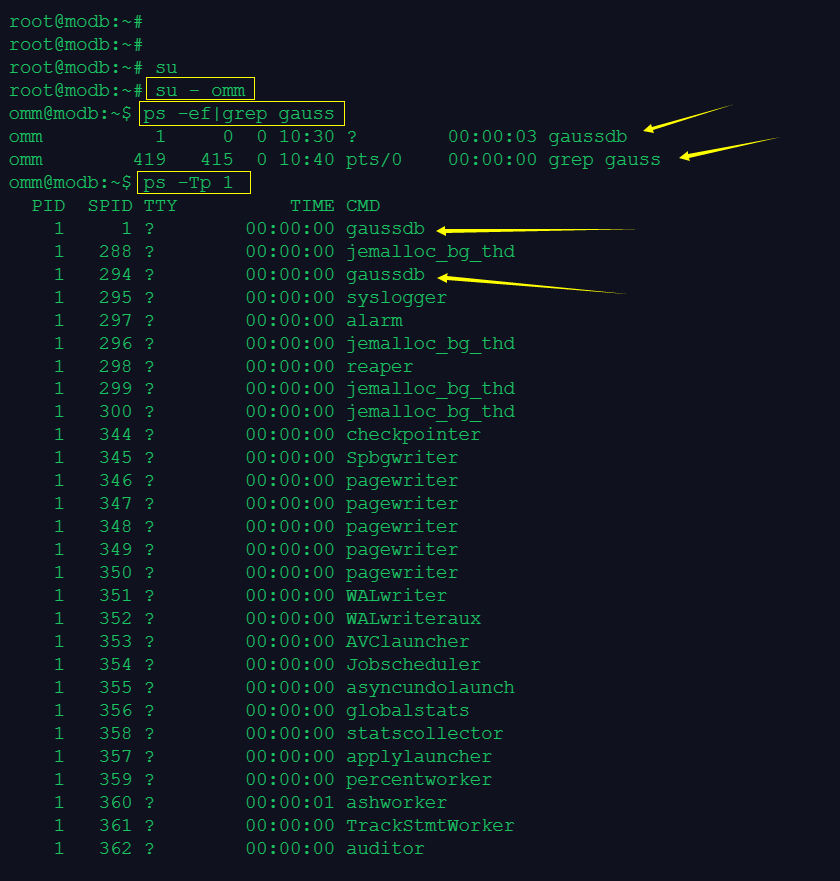 root@modb:~#
root@modb:~#
root@modb:~# su
root@modb:~# su - omm
omm@modb:~$ ps -ef|grep gauss
omm 1 0 0 10:30 ? 00:00:03 gaussdb
omm 419 415 0 10:40 pts/0 00:00:00 grep gauss
omm@modb:~$ ps -Tp 1
PID SPID TTY TIME CMD
1 1 ? 00:00:00 gaussdb
1 288 ? 00:00:00 jemalloc_bg_thd
1 294 ? 00:00:00 gaussdb
1 295 ? 00:00:00 syslogger
1 297 ? 00:00:00 alarm
1 296 ? 00:00:00 jemalloc_bg_thd
1 298 ? 00:00:00 reaper
1 299 ? 00:00:00 jemalloc_bg_thd
1 300 ? 00:00:00 jemalloc_bg_thd
1 344 ? 00:00:00 checkpointer
1 345 ? 00:00:00 Spbgwriter
1 346 ? 00:00:00 pagewriter
1 347 ? 00:00:00 pagewriter
1 348 ? 00:00:00 pagewriter
1 349 ? 00:00:00 pagewriter
1 350 ? 00:00:00 pagewriter
1 351 ? 00:00:00 WALwriter
1 352 ? 00:00:00 WALwriteraux
1 353 ? 00:00:00 AVClauncher
1 354 ? 00:00:00 Jobscheduler
1 355 ? 00:00:00 asyncundolaunch
1 356 ? 00:00:00 globalstats
1 358 ? 00:00:00 statscollector
1 357 ? 00:00:00 applylauncher
1 359 ? 00:00:00 percentworker
1 360 ? 00:00:01 ashworker
1 361 ? 00:00:00 TrackStmtWorker
1 362 ? 00:00:00 auditor